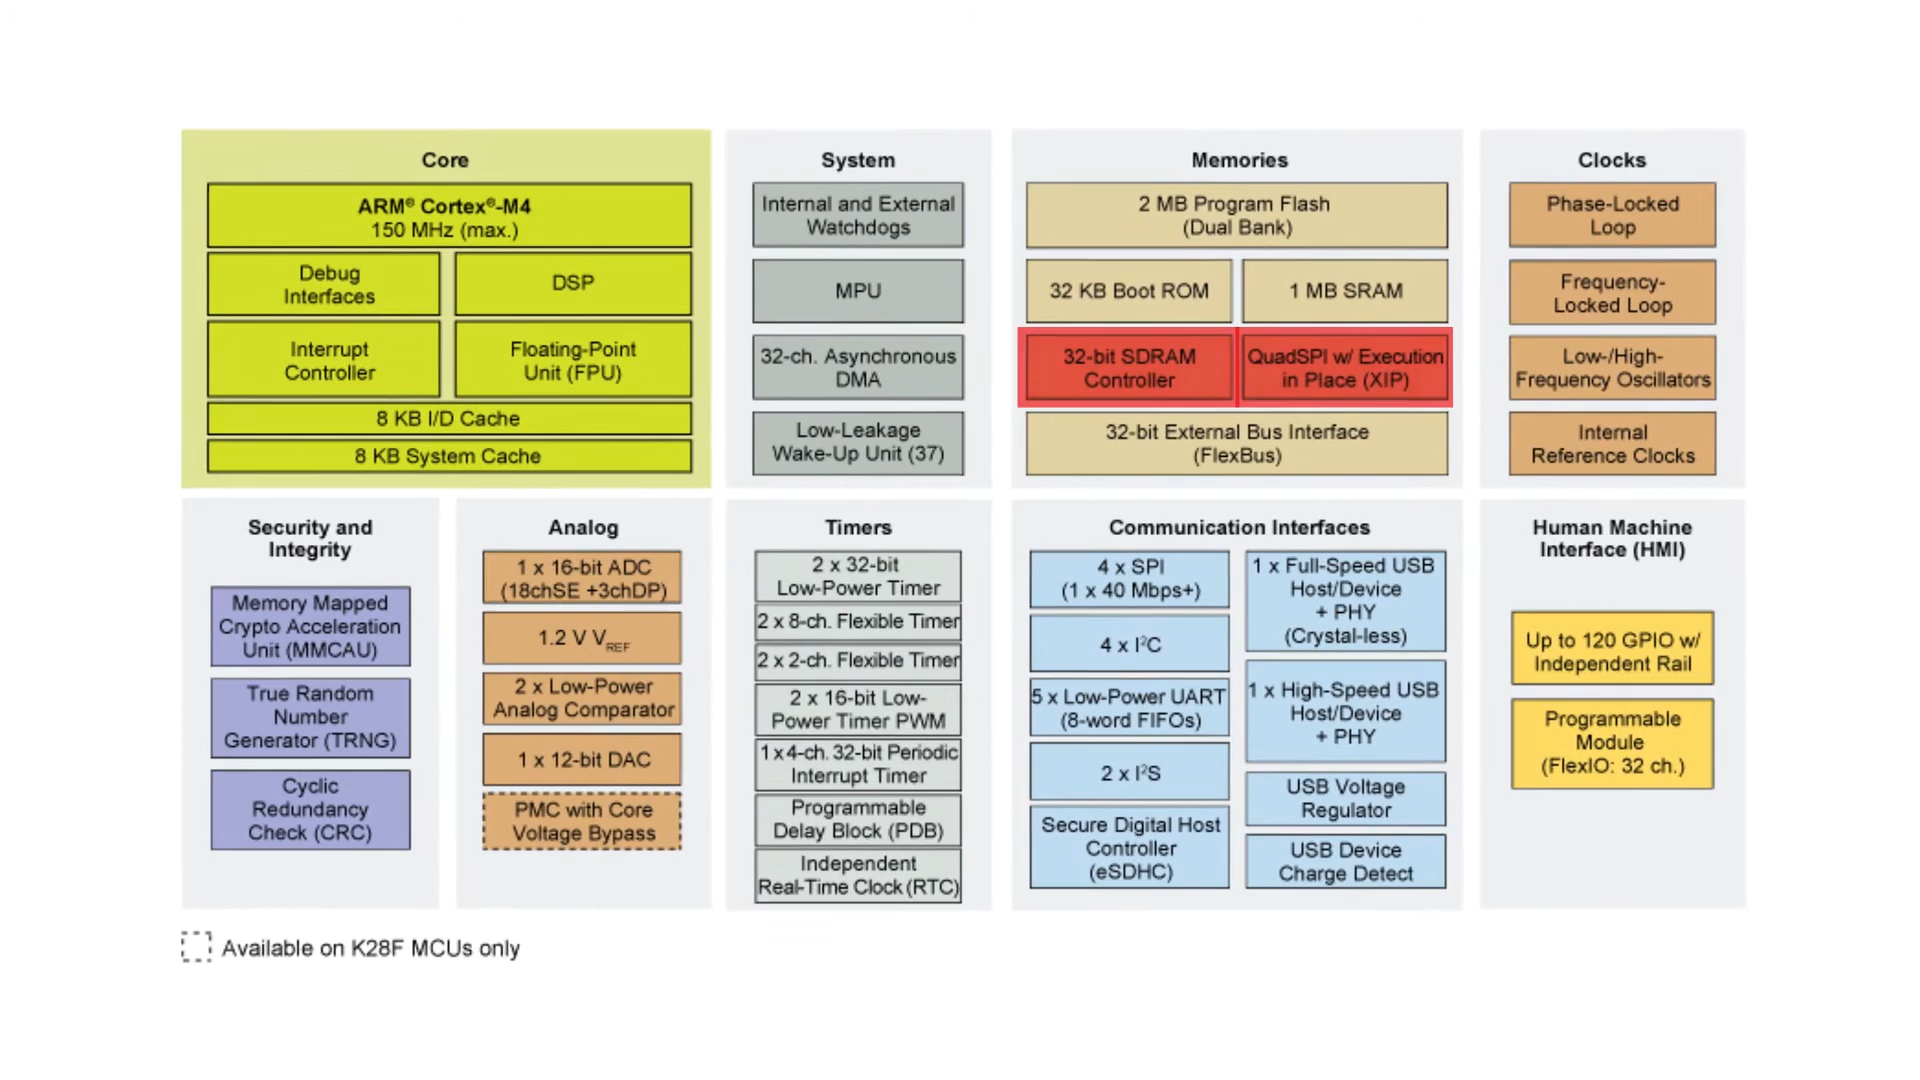 Core
ARM® Cortex®-M4
150 MHz (max.)
Debug
Interfaces
DSP
Interrupt
Controller
Floating-Point
Unit (FPU)
8 KB I/D Cache
8 KB System Cache
System
Internal and External
Watchdogs
MPU
32-ch. Asynchronous
DMA
Low-Leakage
Wake-Up Unit (37)
Memories
2 MB Program Flash
(Dual Bank)
32 KB Boot ROM
1 MB SRAM
32-bit SDRAM
Controller
QuadSPI w/ Execution
in Place (XIP)
32-bit External Bus Interface
(FlexBus)
Clocks
Phase-Locked
Loop
Frequency-
Locked Loop
Low-/High-
Frequency Oscillators
Internal
Reference Clocks
Security and
Integrity
Memory Mapped
Crypto Acceleration
Unit (MMCAU)
True Random
Number
Generator (TRNG)
Cyclic
Redundancy
Check (CRC)
Analog
1 x 16-bit ADC
(18chSE +3chDP)
1.2 V VREF
2 x Low-Power
Analog Comparator
1 x 12-bit DAC
PMC with Core
Voltage Bypass
Timers
2 x 32-bit
Low-Power Timer
2 x 8-ch. Flexible Timer
2 x 2-ch. Flexible Timer
2 x 16-bit Low-
Power Timer PWM
1 x 4-ch. 32-bit Periodic
Interrupt Timer
Programmable
Delay Block (PDB)
Independent
Real-Time Clock (RTC)
Communication Interfaces
4 x SPI
(1 x 40 Mbps+)
4 x I²C
5 x Low-Power UART
(8-word FIFOs)
2 x I²S
Secure Digital Host
Controller
(eSDHC)
1 x Full-Speed USB
Host/Device
+ PHY
(Crystal-less)
1 x High-Speed USB
Host/Device
+ PHY
USB Voltage
Regulator
USB Device
Charge Detect
Human Machine
Interface (HMI)
Up to 120 GPIO w/
Independent Rail
Programmable
Module
(FlexIO: 32 ch.)
Available on K28F MCUs only